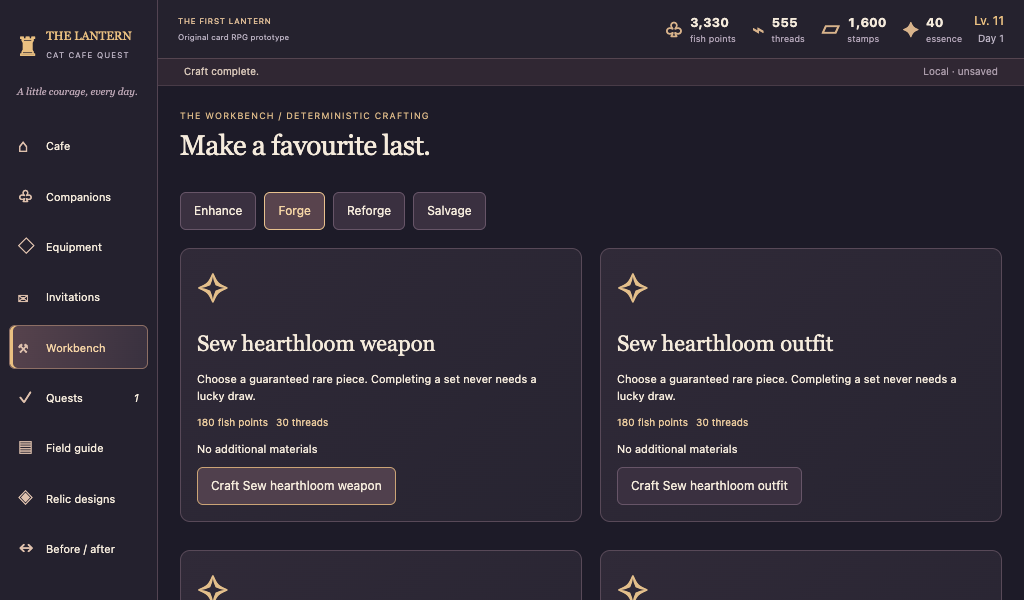 THE LANTERN
CAT CAFE QUEST
A little courage, every day.
Cafe
Companions
Equipment
Invitations
Workbench
Quests 1
Field guide
Relic designs
Before / after
THE FIRST LANTERN
Original card RPG prototype
3,330
fish points
555
threads
1,600
stamps
40
essence
Lv. 11
Day 1
Craft complete.
Local · unsaved
THE WORKBENCH / DETERMINISTIC CRAFTING
Make a favourite last.
Enhance
Forge
Reforge
Salvage
Sew hearthloom weapon
Choose a guaranteed rare piece. Completing a set never needs a
lucky draw.
180 fish points 30 threads
No additional materials
Craft Sew hearthloom weapon
Sew hearthloom outfit
Choose a guaranteed rare piece. Completing a set never needs a
lucky draw.
180 fish points 30 threads
No additional materials
Craft Sew hearthloom outfit